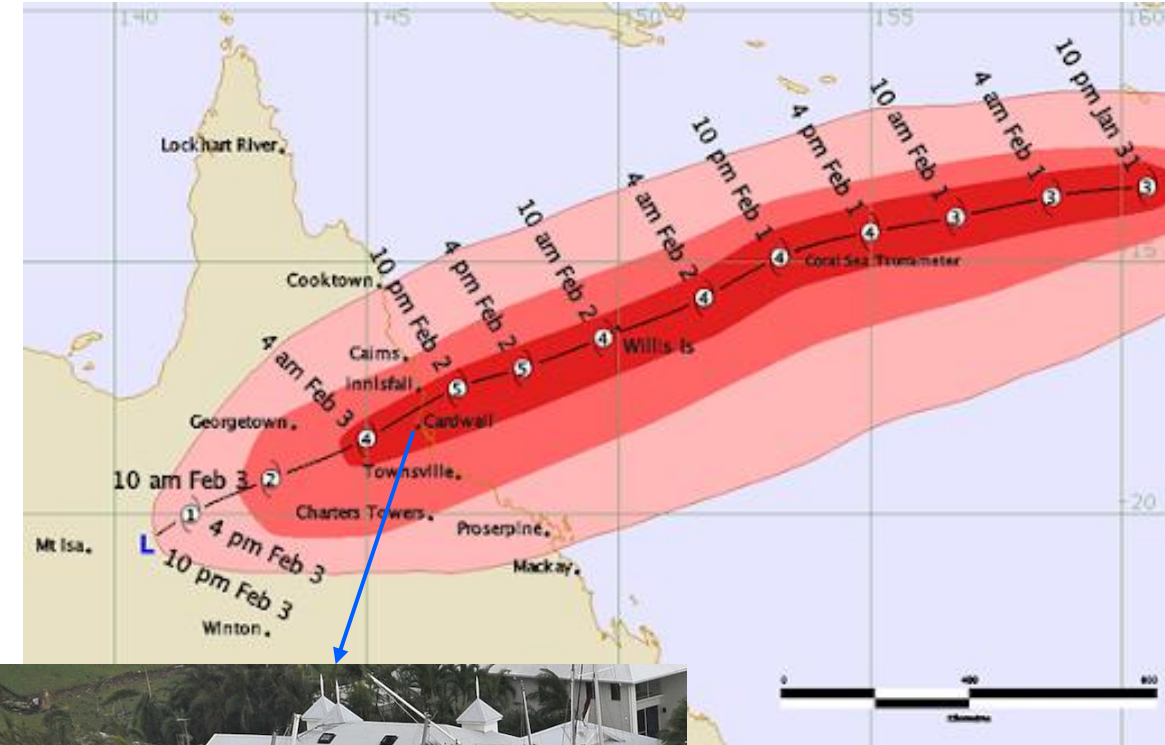 140
145
150
155
160
10 pm Jan 31
4 am Feb 1
10 am Feb 1
4 pm Feb 1
10 pm Feb 1
4 am Feb 2
10 am Feb 2
4 pm Feb 2
10 pm Feb 2
4 am Feb 3
10 am Feb 3
4 pm Feb 3
10 pm Feb 3
Lockhart River
3
3
3
4
4
Coral Sea Tsunameter
15
Cooktown
4
4
Willis Is
Cairns
5
5
Innisfail
Georgetown
Cardwell
4
Townsville
2
1
Charters Towers
20
Proserpine
L
Mt Isa
Mackay
Winton
0
400
800
Kilometres